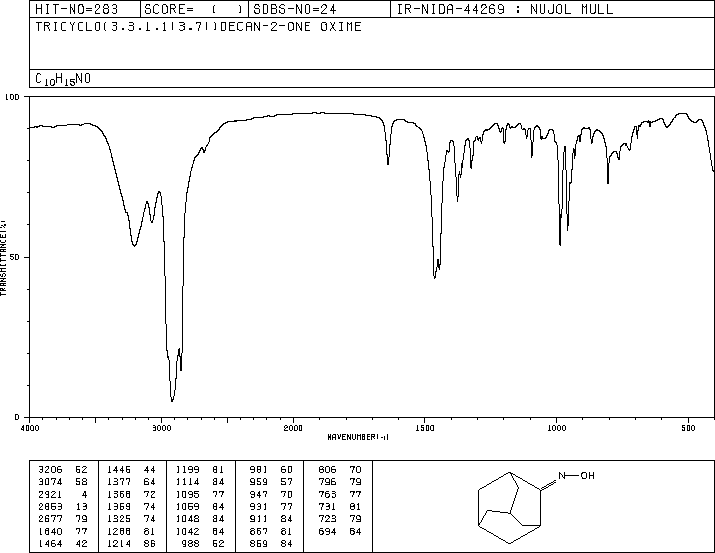 HIT-NO=283 SCORE= ( ) SDBS-NO=24 IR-NIDA-44269 : NUJOL MULL
TRICYCLO(3.3.1.1(3.7))DECAN-2-ONE OXIME
C10H15NO
100
50
0
TRANSMITTANCE(%)
4000 3000 2000 1500 1000 500
WAVENUMBER(-1)
3206 52 1446 44 1199 81 981 60 806 70
3074 58 1377 64 1114 84 959 57 796 79
2921 4 1368 72 1095 77 947 70 763 77
2853 13 1359 74 1069 84 931 77 731 81
2677 79 1325 74 1048 84 911 84 723 79
1640 77 1288 81 1042 84 867 81 694 84
1464 42 1214 86 988 52 859 84
N OH